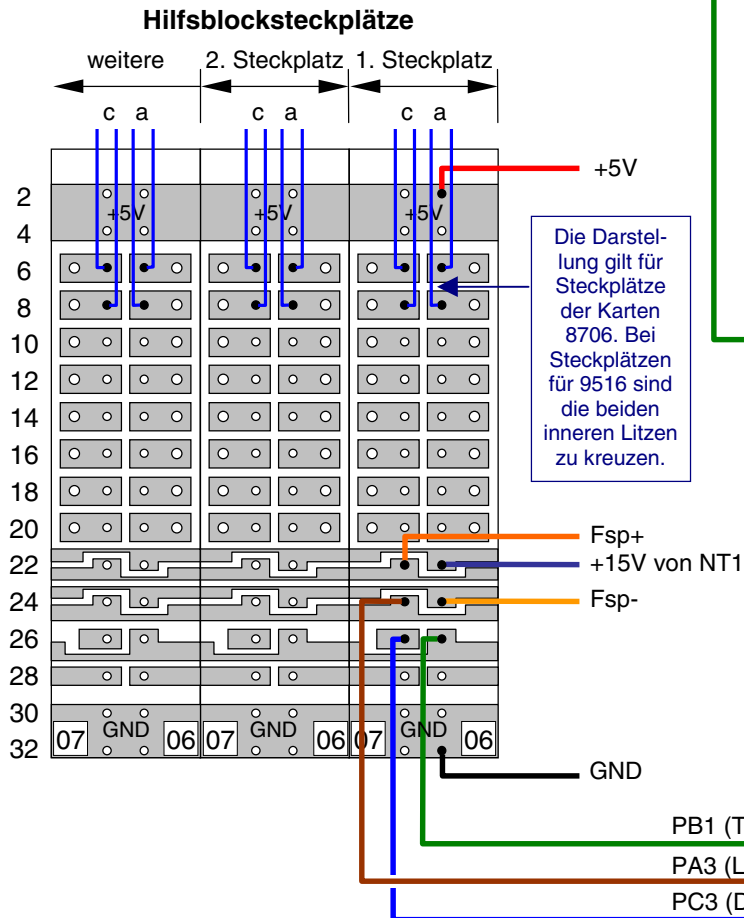 Hilfsblocksteckplätze
weitere 2. Steckplatz 1. Steckplatz
c a c a c a
+5V
2
+5V +5V +5V
4
6
8
10
12
14
16
18
20
22
24
26
28
30
32
Die Darstel-
lung gilt für
Steckplätze
der Karten
8706. Bei
Steckplätzen
für 9516 sind
die beiden
inneren Litzen
zu kreuzen.
Fsp+
+15V von NT1
Fsp-
GND GND GND
07 06 07 06 07 06
GND
PB1 (T
PA3 (L
PC3 (D